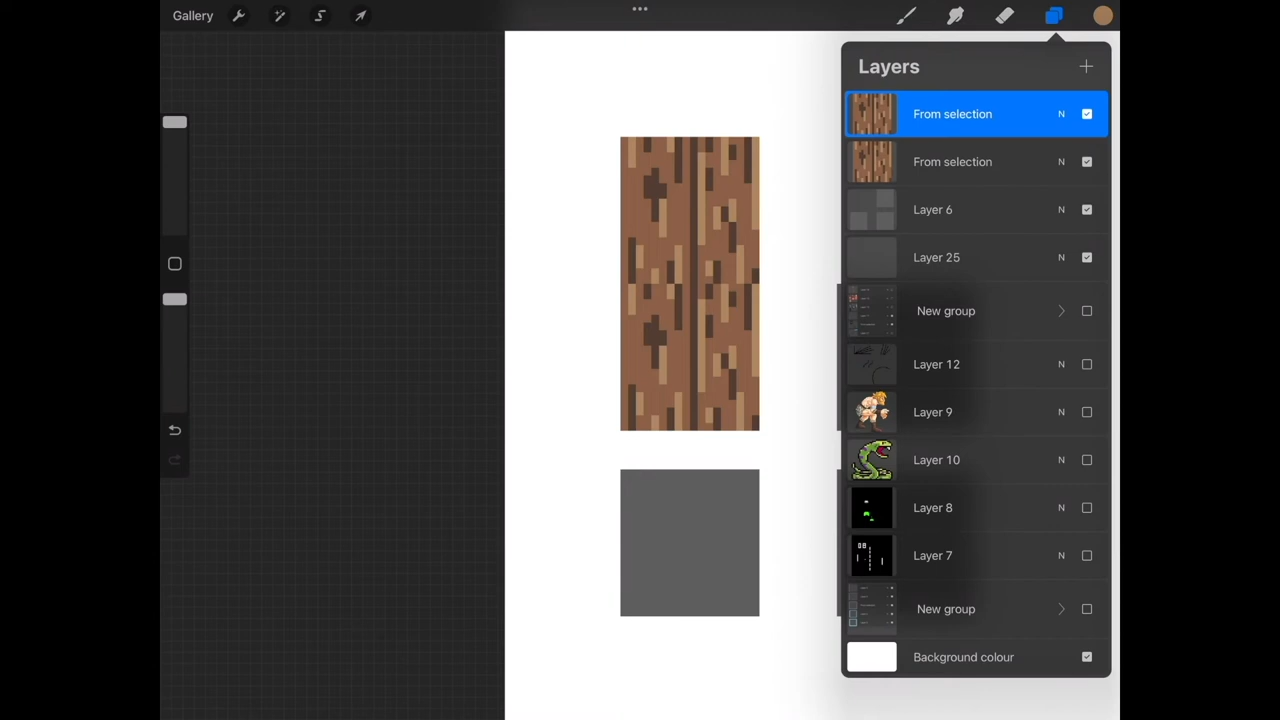 Gallery
Layers
From selection N
From selection N
Layer 6 N
Layer 25 N
New group
Layer 12 N
Layer 9 N
Layer 10 N
Layer 8 N
Layer 7 N
New group
Background colour